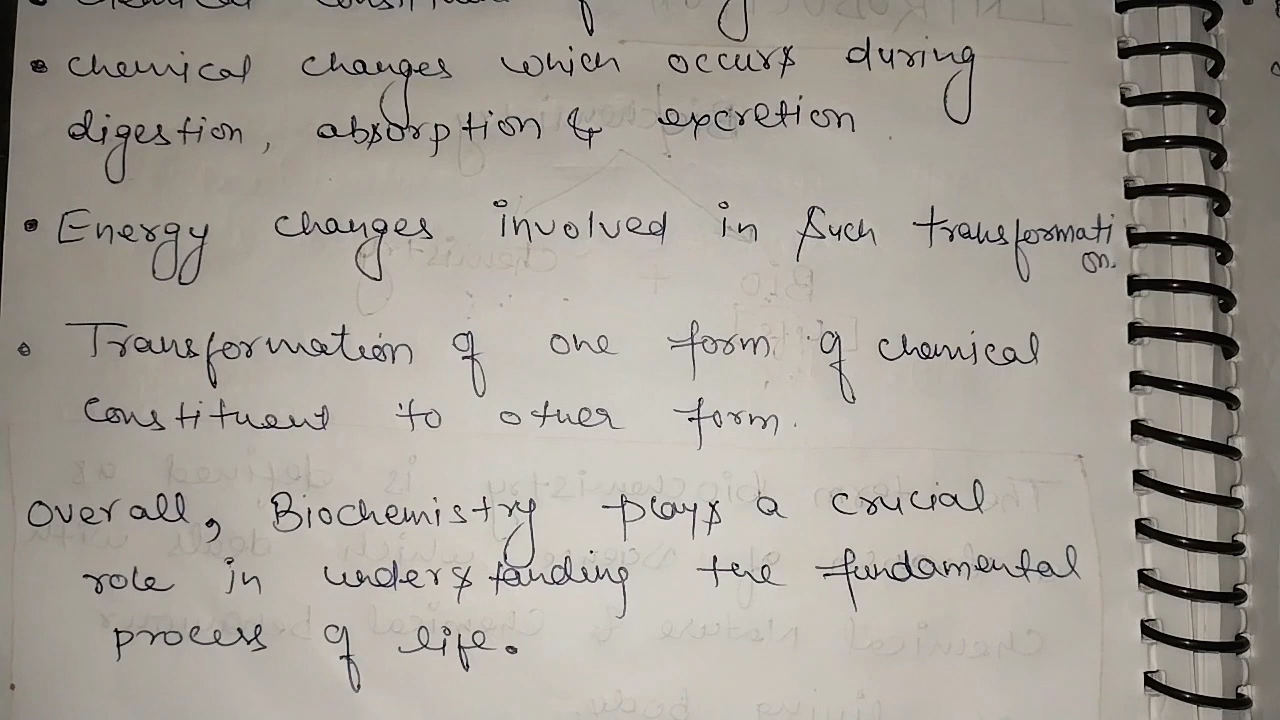 • chemical changes which occurs during
digestion, absorption & excretion
• Energy changes involved in such transformati
on.
• Transformation of one form of chemical
constituent to other form.
overall, Biochemistry plays a crucial
role in understanding the fundamental
process of life.